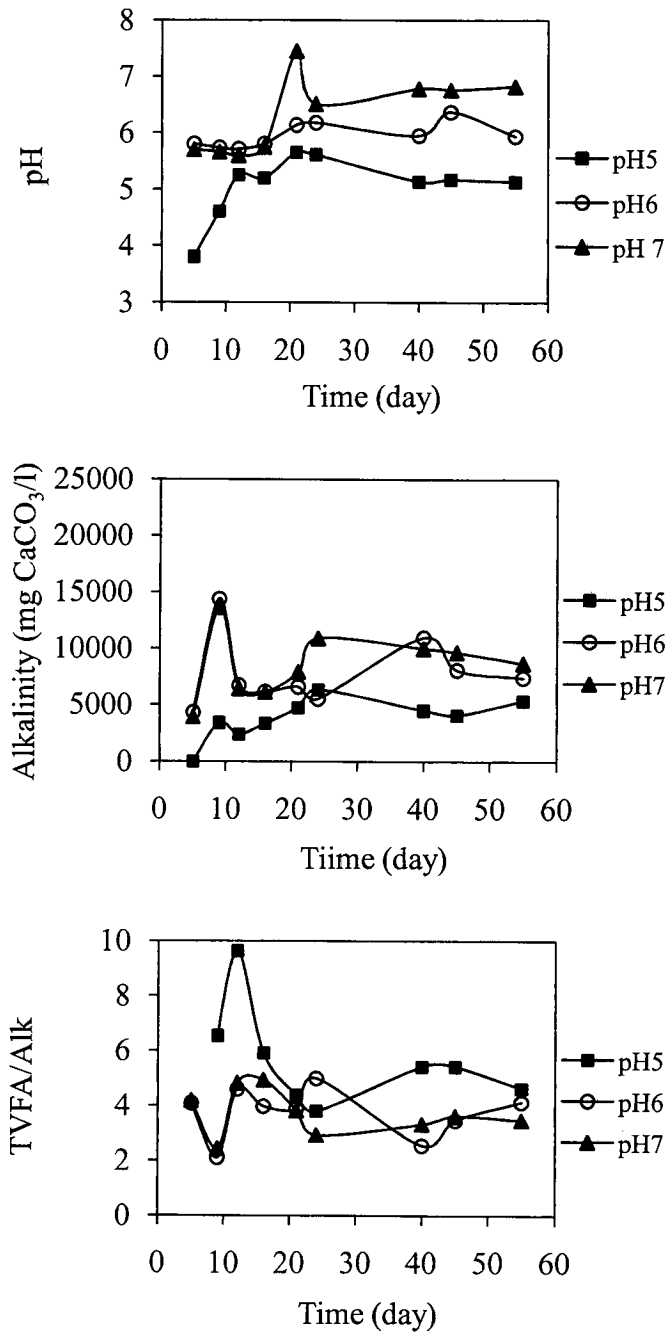 8
7
6
5
4
3
pH
0 10 20 30 40 50 60
Time (day)
pH5
pH6
pH 7
25000
20000
15000
10000
5000
0
Alkalinity (mg CaCO₃/l)
0 10 20 30 40 50 60
Tiime (day)
pH5
pH6
pH7
10
8
6
4
2
0
TVFA/Alk
0 10 20 30 40 50 60
Time (day)
pH5
pH6
pH7